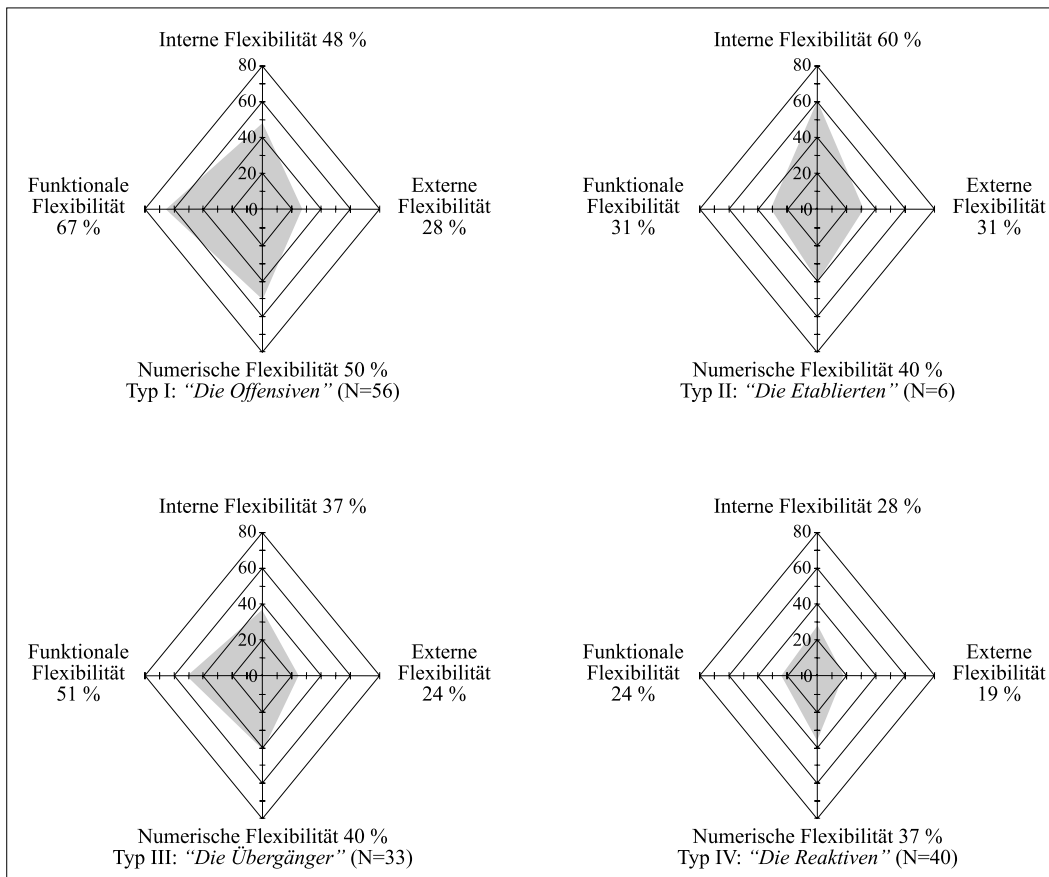 Interne Flexibilität 48 %
80
60
40
20
0
Funktionale
Flexibilität
67 %
Externe
Flexibilität
28 %
Numerische Flexibilität 50 %
Typ I: “Die Offensiven” (N=56)
Interne Flexibilität 60 %
80
60
40
20
0
Funktionale
Flexibilität
31 %
Externe
Flexibilität
31 %
Numerische Flexibilität 40 %
Typ II: “Die Etablierten” (N=6)
Interne Flexibilität 37 %
80
60
40
20
0
Funktionale
Flexibilität
51 %
Externe
Flexibilität
24 %
Numerische Flexibilität 40 %
Typ III: “Die Übergänger” (N=33)
Interne Flexibilität 28 %
80
60
40
20
0
Funktionale
Flexibilität
24 %
Externe
Flexibilität
19 %
Numerische Flexibilität 37 %
Typ IV: “Die Reaktiven” (N=40)